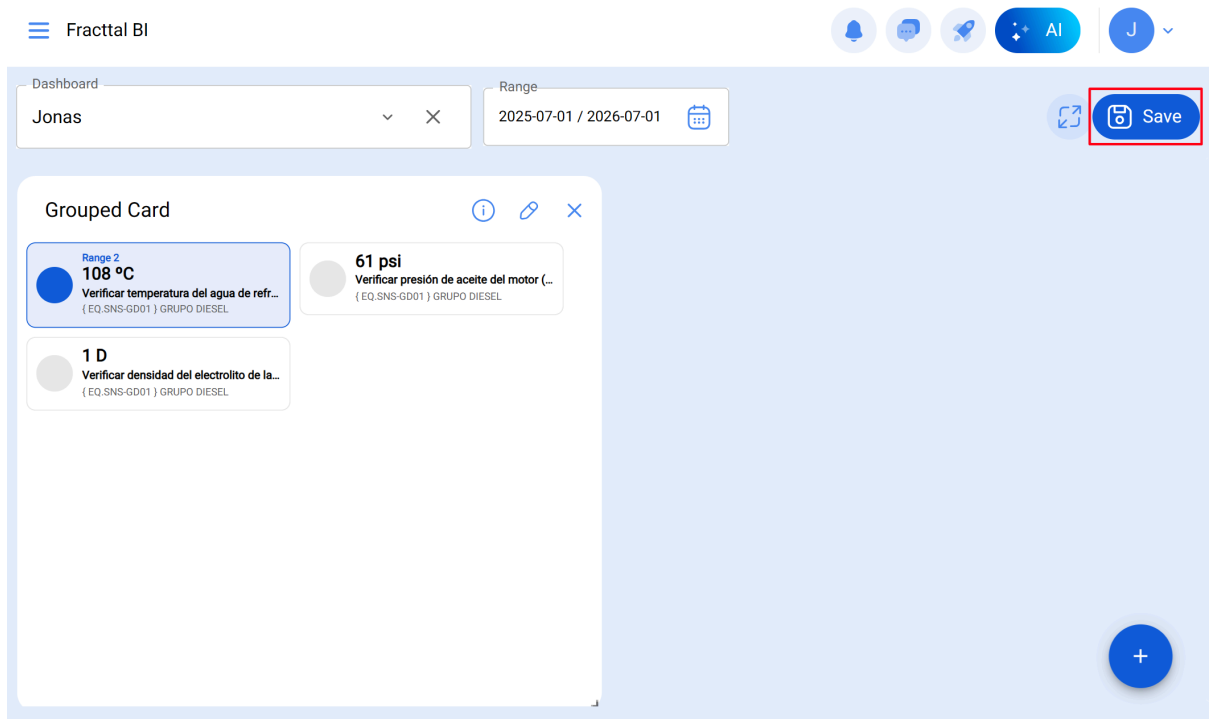 Fracttal BI
AI
J
Dashboard
Jonas
Range
2025-07-01 / 2026-07-01
Save
Grouped Card
Range 2
108 ºC
Verificar temperatura del agua de refr...
{ EQ.SNS-GD01 } GRUPO DIESEL
61 psi
Verificar presión de aceite del motor (...
{ EQ.SNS-GD01 } GRUPO DIESEL
1 D
Verificar densidad del electrolito de la...
{ EQ.SNS-GD01 } GRUPO DIESEL